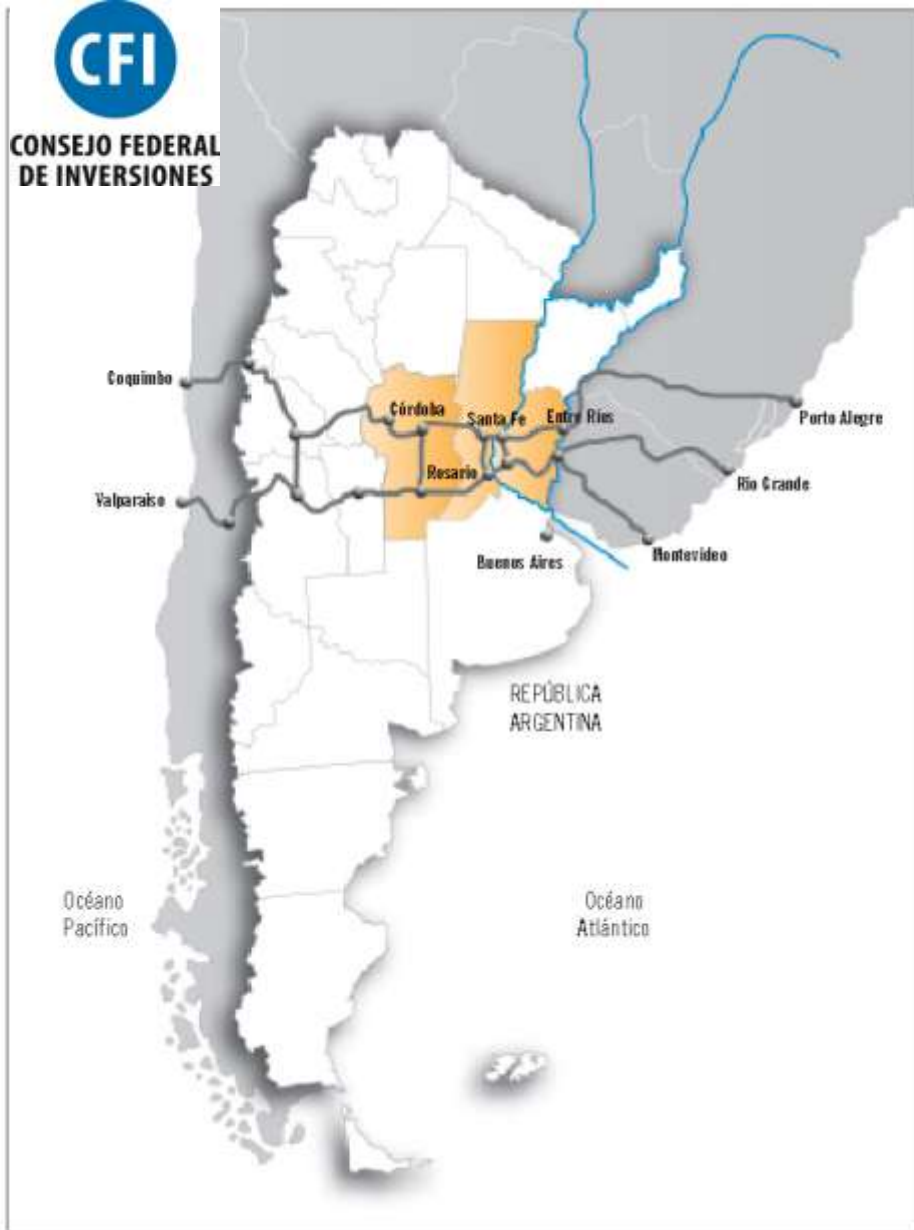 CFI
CONSEJO FEDERAL
DE INVERSIONES
Coquimbo
Córdoba
Santa Fe
Entre Ríos
Porto Alegre
Rosario
Río Grande
Valparaiso
Montevideo
Buenos Aires
REPÚBLICA
ARGENTINA
Océano
Pacífico
Océano
Atlántico